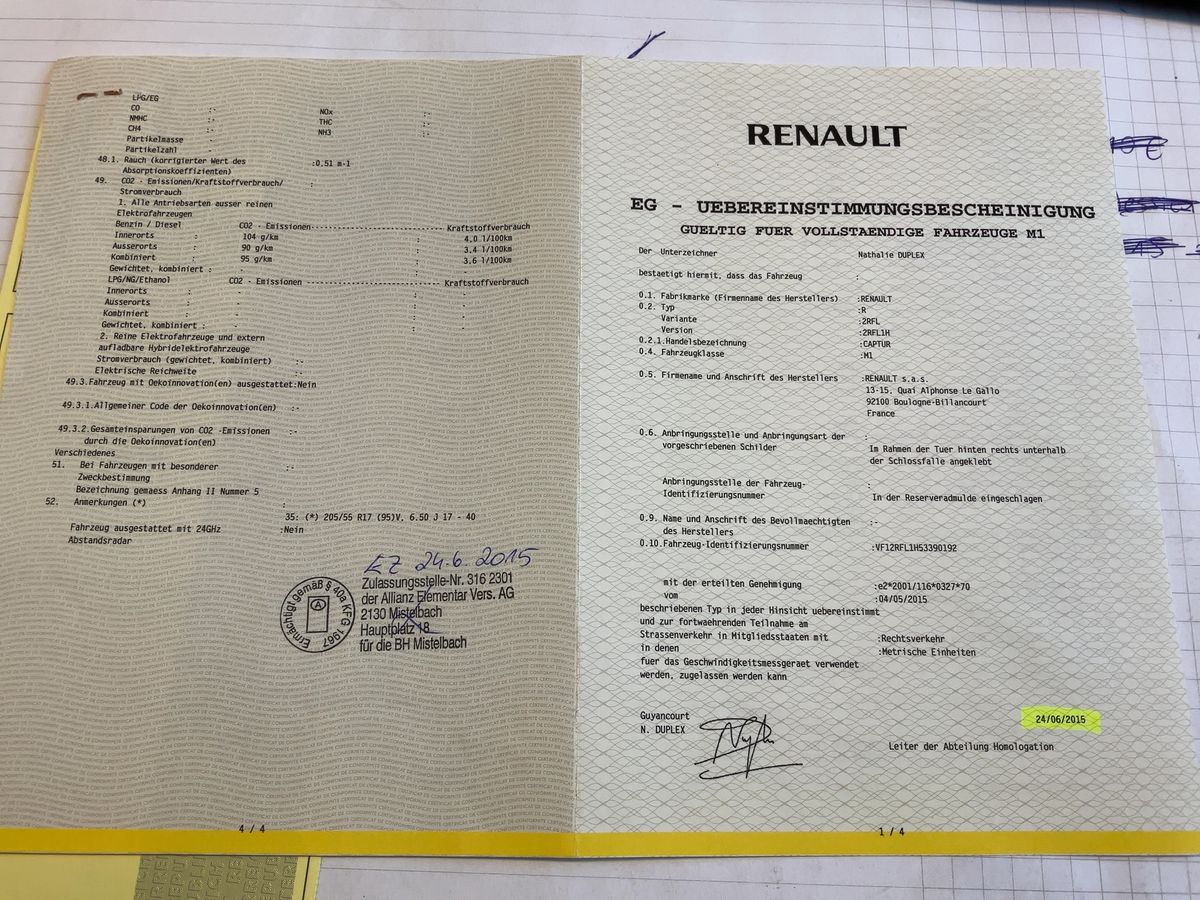 LPG/EG
CO :- NOx :-
NMHC :- THC :-
CH4 :- NH3 :-
Partikelmasse
Partikelzahl
48.1. Rauch (korrigierter Wert des :0.51 m-1
Absorptionskoeffizienten)
49. CO2 - Emissionen/Kraftstoffverbrauch/ :
Stromverbrauch
1. Alle Antriebsarten ausser reinen
Elektrofahrzeugen
Benzin / Diesel CO2 - Emissionen------------------------ Kraftstoffverbrauch
Innerorts : 104 g/km : 4.0 l/100km
Ausserorts : 90 g/km : 3.4 l/100km
Kombiniert : 95 g/km : 3.6 l/100km
Gewichtet, kombiniert : - :
LPG/NG/Ethanol CO2 - Emissionen ------------------------ Kraftstoffverbrauch
Innerorts : - : -
Ausserorts : - : -
Kombiniert : - : -
Gewichtet, kombiniert : - : -
2. Reine Elektrofahrzeuge und extern
aufladbare Hybridelektrofahrzeuge
Stromverbrauch (gewichtet, kombiniert) :-
Elektrische Reichweite :-
49.3.Fahrzeug mit Oekoinnovation(en) ausgestattet:Nein
49.3.1.Allgemeiner Code der Oekoinnovation(en) :-
49.3.2.Gesamteinsparungen von CO2 -Emissionen :-
durch die Oekoinnovation(en)
Verschiedenes
51. Bei Fahrzeugen mit besonderer :-
Zweckbestimmung
Bezeichnung gemaess Anhang II Nummer 5
52. Anmerkungen (*) :
35: (*) 205/55 R17 (95)V, 6.50 J 17 - 40
Fahrzeug ausgestattet mit 24GHz :Nein
Abstandsradar
EZ 24.6.2015
Ermächtigt gemäß § 40a KFG 1967
A
Zulassungsstelle-Nr. 316 2301
der Allianz Elementar Vers. AG
2130 Mistelbach
Hauptplatz 18
für die BH Mistelbach
4 / 4
RENAULT
EG - UEBEREINSTIMMUNGSBESCHEINIGUNG
GUELTIG FUER VOLLSTAENDIGE FAHRZEUGE M1
Der Unterzeichner Nathalie DUPLEX
bestaetigt hiermit, dass das Fahrzeug :
0.1. Fabrikmarke (Firmenname des Herstellers) :RENAULT
0.2. Typ :R
Variante :2RFL
Version :2RFL1H
0.2.1.Handelsbezeichnung :CAPTUR
0.4. Fahrzeugklasse :M1
0.5. Firmenname und Anschrift des Herstellers :RENAULT s.a.s.
13-15, Quai Alphonse Le Gallo
92100 Boulogne-Billancourt
France
0.6. Anbringungsstelle und Anbringungsart der :
vorgeschriebenen Schilder Im Rahmen der Tuer hinten rechts unterhalb
der Schlossfalle angeklebt
Anbringungsstelle der Fahrzeug- :
Identifizierungsnummer In der Reserveradmulde eingeschlagen
0.9. Name und Anschrift des Bevollmaechtigten :-
des Herstellers
0.10.Fahrzeug-Identifizierungsnummer :VF12RFL1H53390192
mit der erteilten Genehmigung :e2*2001/116*0327*70
vom :04/05/2015
beschriebenen Typ in jeder Hinsicht uebereinstimmt
und zur fortwaehrenden Teilnahme am
Strassenverkehr in Mitgliedsstaaten mit :Rechtsverkehr
in denen :Metrische Einheiten
fuer das Geschwindigkeitsmessgeraet verwendet
werden, zugelassen werden kann
Guyancourt 24/06/2015
N. DUPLEX
Leiter der Abteilung Homologation
1 / 4